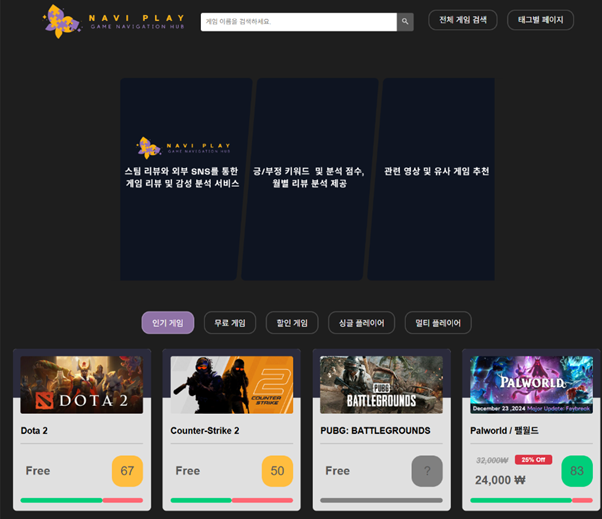 NAVI PLAY
GAME NAVIGATION HUB
게임 이름을 검색하세요
전체 게임 검색
태그별 페이지
NAVI PLAY
GAME NAVIGATION HUB
스팀 리뷰와 외부 SNS를 통한
게임 리뷰 및 감성 분석 서비스
긍/부정 키워드 및 분석 점수,
월별 리뷰 분석 제공
관련 영상 및 유사 게임 추천
인기 게임
무료 게임
할인 게임
싱글 플레이어
멀티 플레이어
DOTA 2
Dota 2
Free
67
2
COUNTER
STRIKE
Counter-Strike 2
Free
50
PUBG
BATTLEGROUNDS
PUBG: BATTLEGROUNDS
Free
?
PALWORLD
December 23 ,2024 Major Update: Feybreak
Palworld / 팰월드
32,000₩
25% Off
24,000 ₩
83